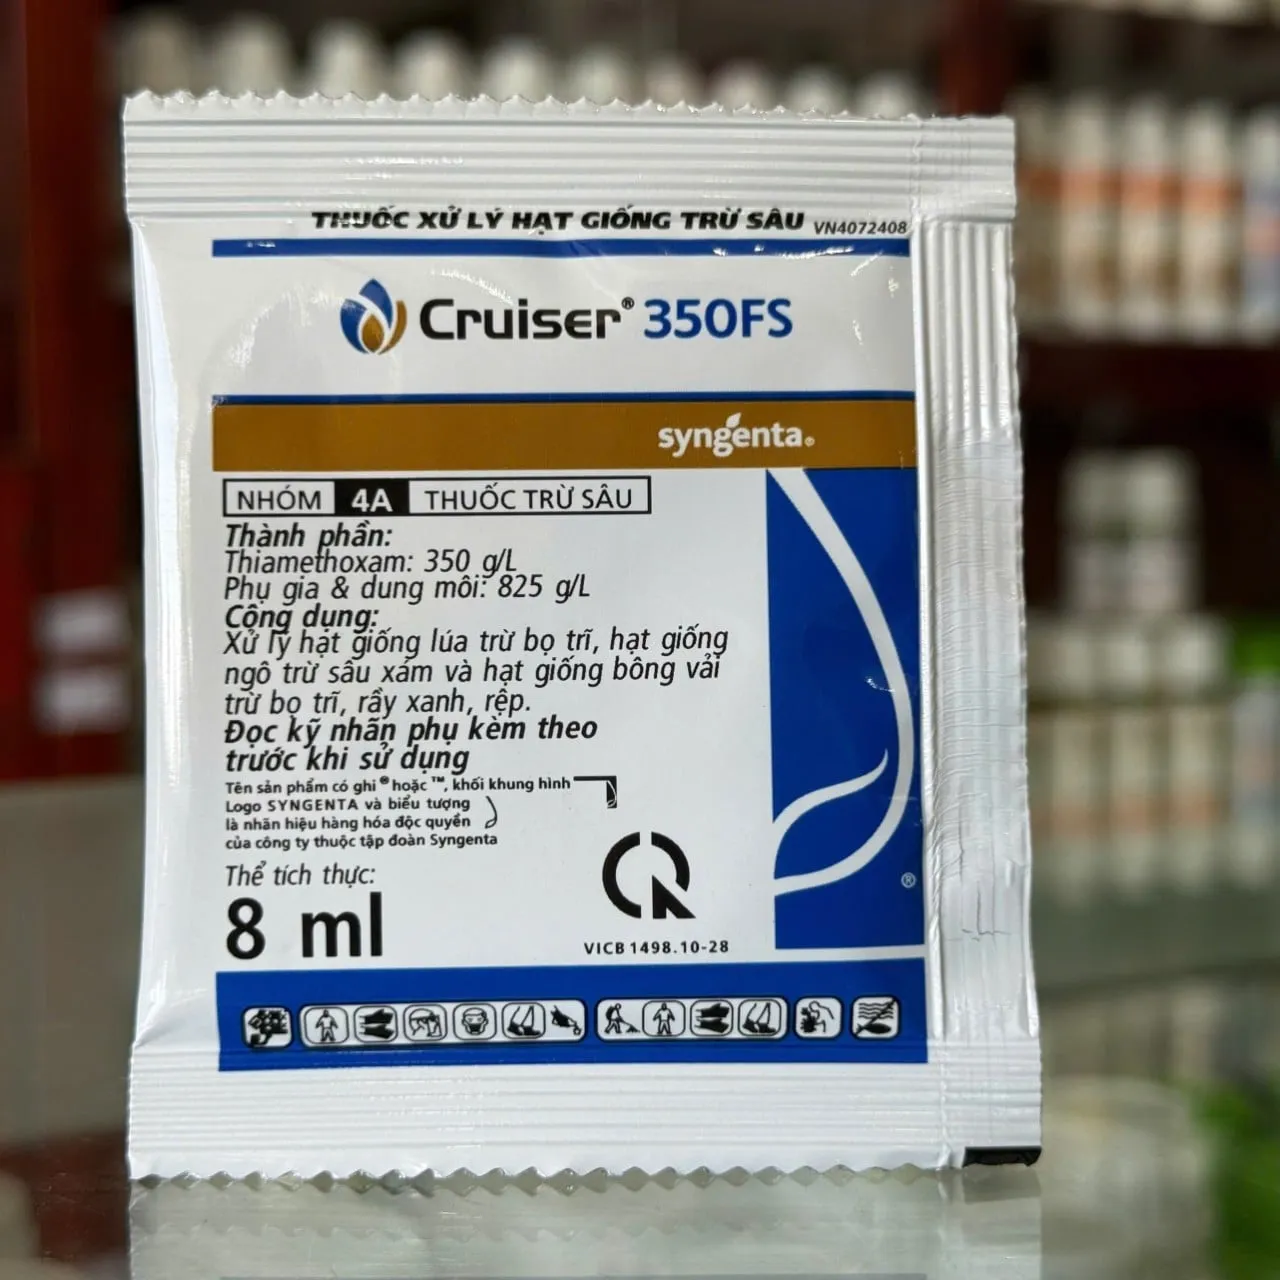 THUỐC XỬ LÝ HẠT GIỐNG TRỪ SÂU VN4072408
Cruiser® 350FS
syngenta®
NHÓM 4A THUỐC TRỪ SÂU
Thành phần:
Thiamethoxam: 350 g/L
Phụ gia & dung môi: 825 g/L
Công dụng:
Xử lý hạt giống lúa trừ bọ trĩ, hạt giống
ngô trừ sâu xám và hạt giống bông vải
trừ bọ trĩ, rầy xanh, rệp.
Đọc kỹ nhãn phụ kèm theo
trước khi sử dụng
Tên sản phẩm có ghi ® hoặc ™, khối khung hình
Logo SYNGENTA và biểu tượng
là nhãn hiệu hàng hóa độc quyền
của công ty thuộc tập đoàn Syngenta
Thể tích thực:
8 ml
VICB 1498.10-28
®